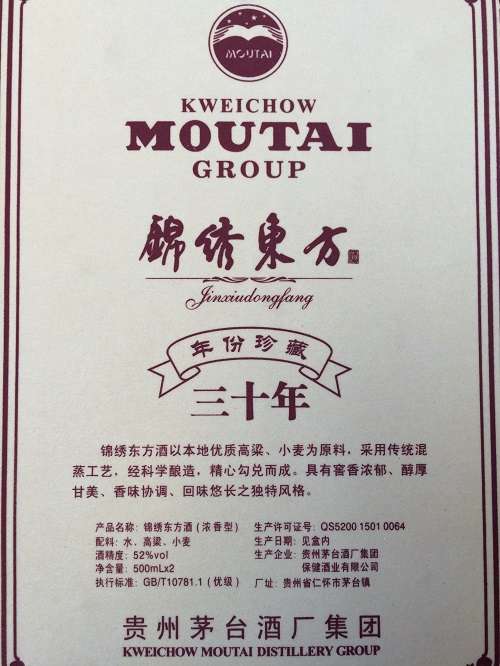 MOUTAI
KWEICHOW
MOUTAI
GROUP
錦绣東方
Jinxiudongfang
年份珍藏
三十年
锦绣东方酒以本地优质高粱、小麦为原料，采用传统混
蒸工艺，经科学酿造，精心勾兑而成。具有窖香浓郁、醇厚
甘美、香味协调、回味悠长之独特风格。
产品名称：锦绣东方酒（浓香型） 生产许可证号：QS5200 1501 0064
配料：水、高粱、小麦 生产日期：见盒内
酒精度：52%vol 生产企业：贵州茅台酒厂集团
净含量：500mLx2 保健酒业有限公司
执行标准：GB/T10781.1（优级） 厂址：贵州省仁怀市茅台镇
贵州茅台酒厂集团
KWEICHOW MOUTAI DISTILLERY GROUP